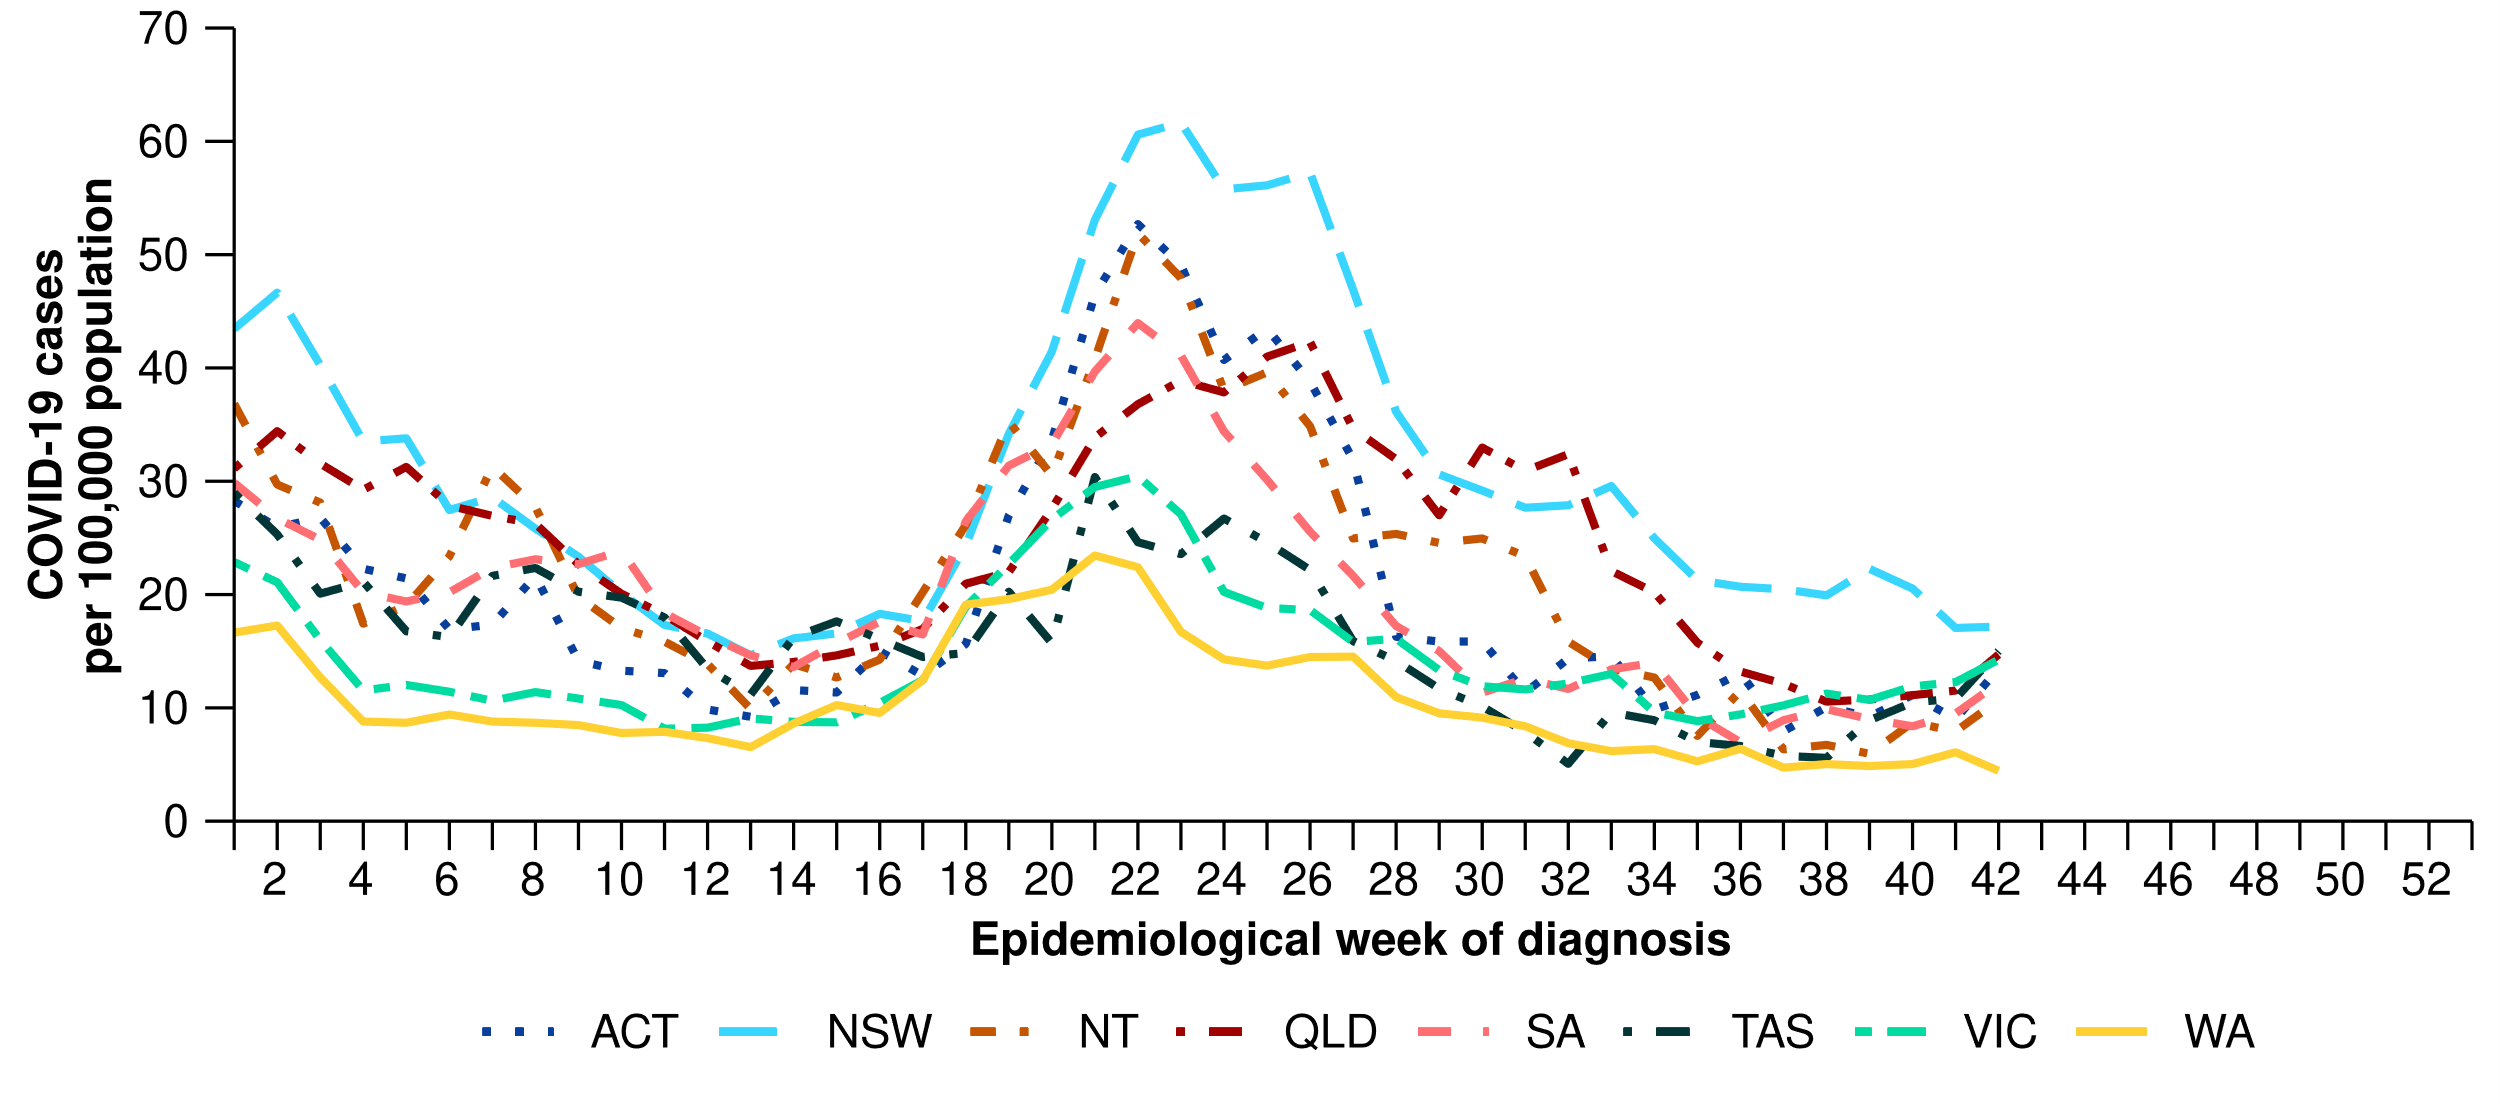 COVID-19 cases
per 100,000 population
70
60
50
40
30
20
10
0
2 4 6 8 10 12 14 16 18 20 22 24 26 28 30 32 34 36 38 40 42 44 46 48 50 52
Epidemiological week of diagnosis
ACT NSW NT QLD SA TAS VIC WA